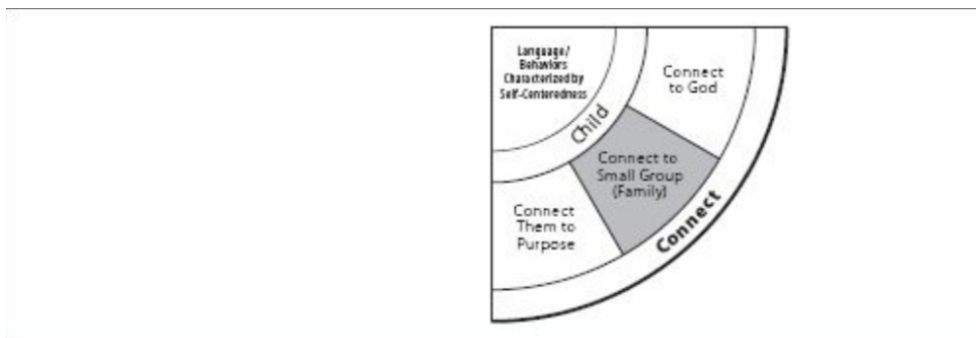 Language/
Behaviors
Characterized by
Self-Centeredness
Child
Connect
to God
Connect to
Small Group
(Family)
Connect
Them to
Purpose
Connect